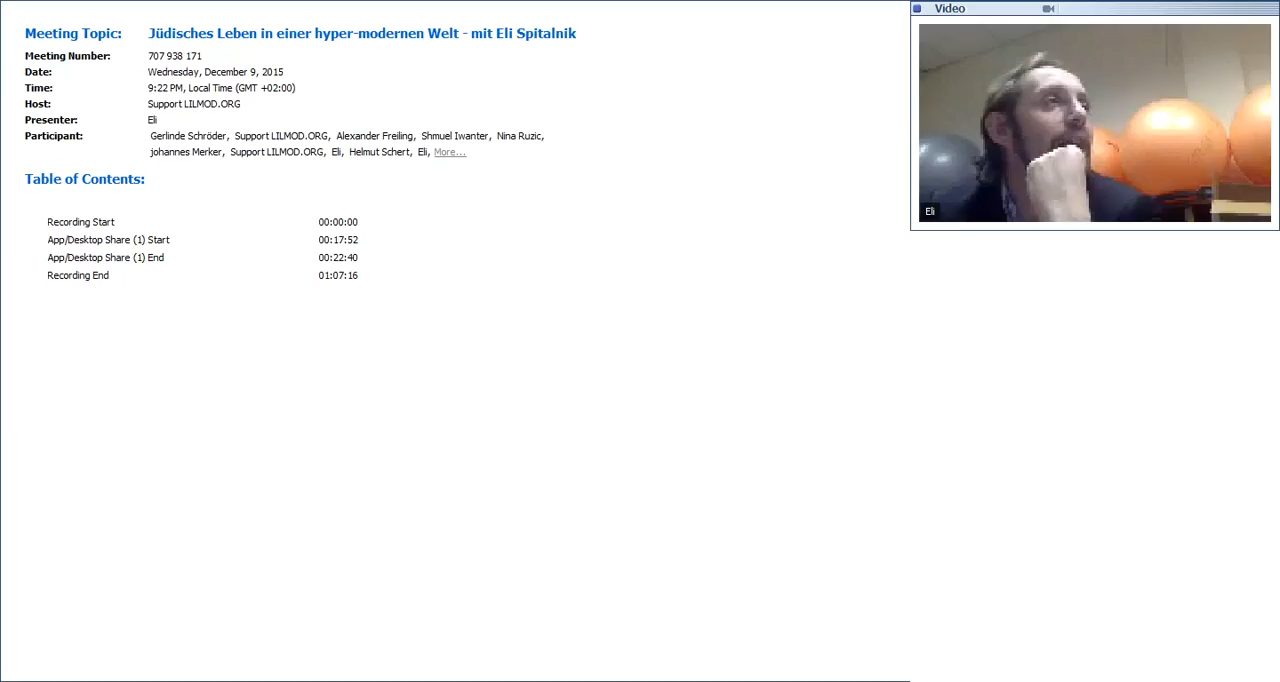 Meeting Topic: Jüdisches Leben in einer hyper-modernen Welt - mit Eli Spitalnik
Meeting Number: 707 938 171
Date: Wednesday, December 9, 2015
Time: 9:22 PM, Local Time (GMT +02:00)
Host: Support LILMOD.ORG
Presenter: Eli
Participant: Gerlinde Schröder, Support LILMOD.ORG, Alexander Freiling, Shmuel Iwanter, Nina Ruzic,
johannes Merker, Support LILMOD.ORG, Eli, Helmut Schert, Eli, More...
Table of Contents:
Recording Start 00:00:00
App/Desktop Share (1) Start 00:17:52
App/Desktop Share (1) End 00:22:40
Recording End 01:07:16
Video
Eli